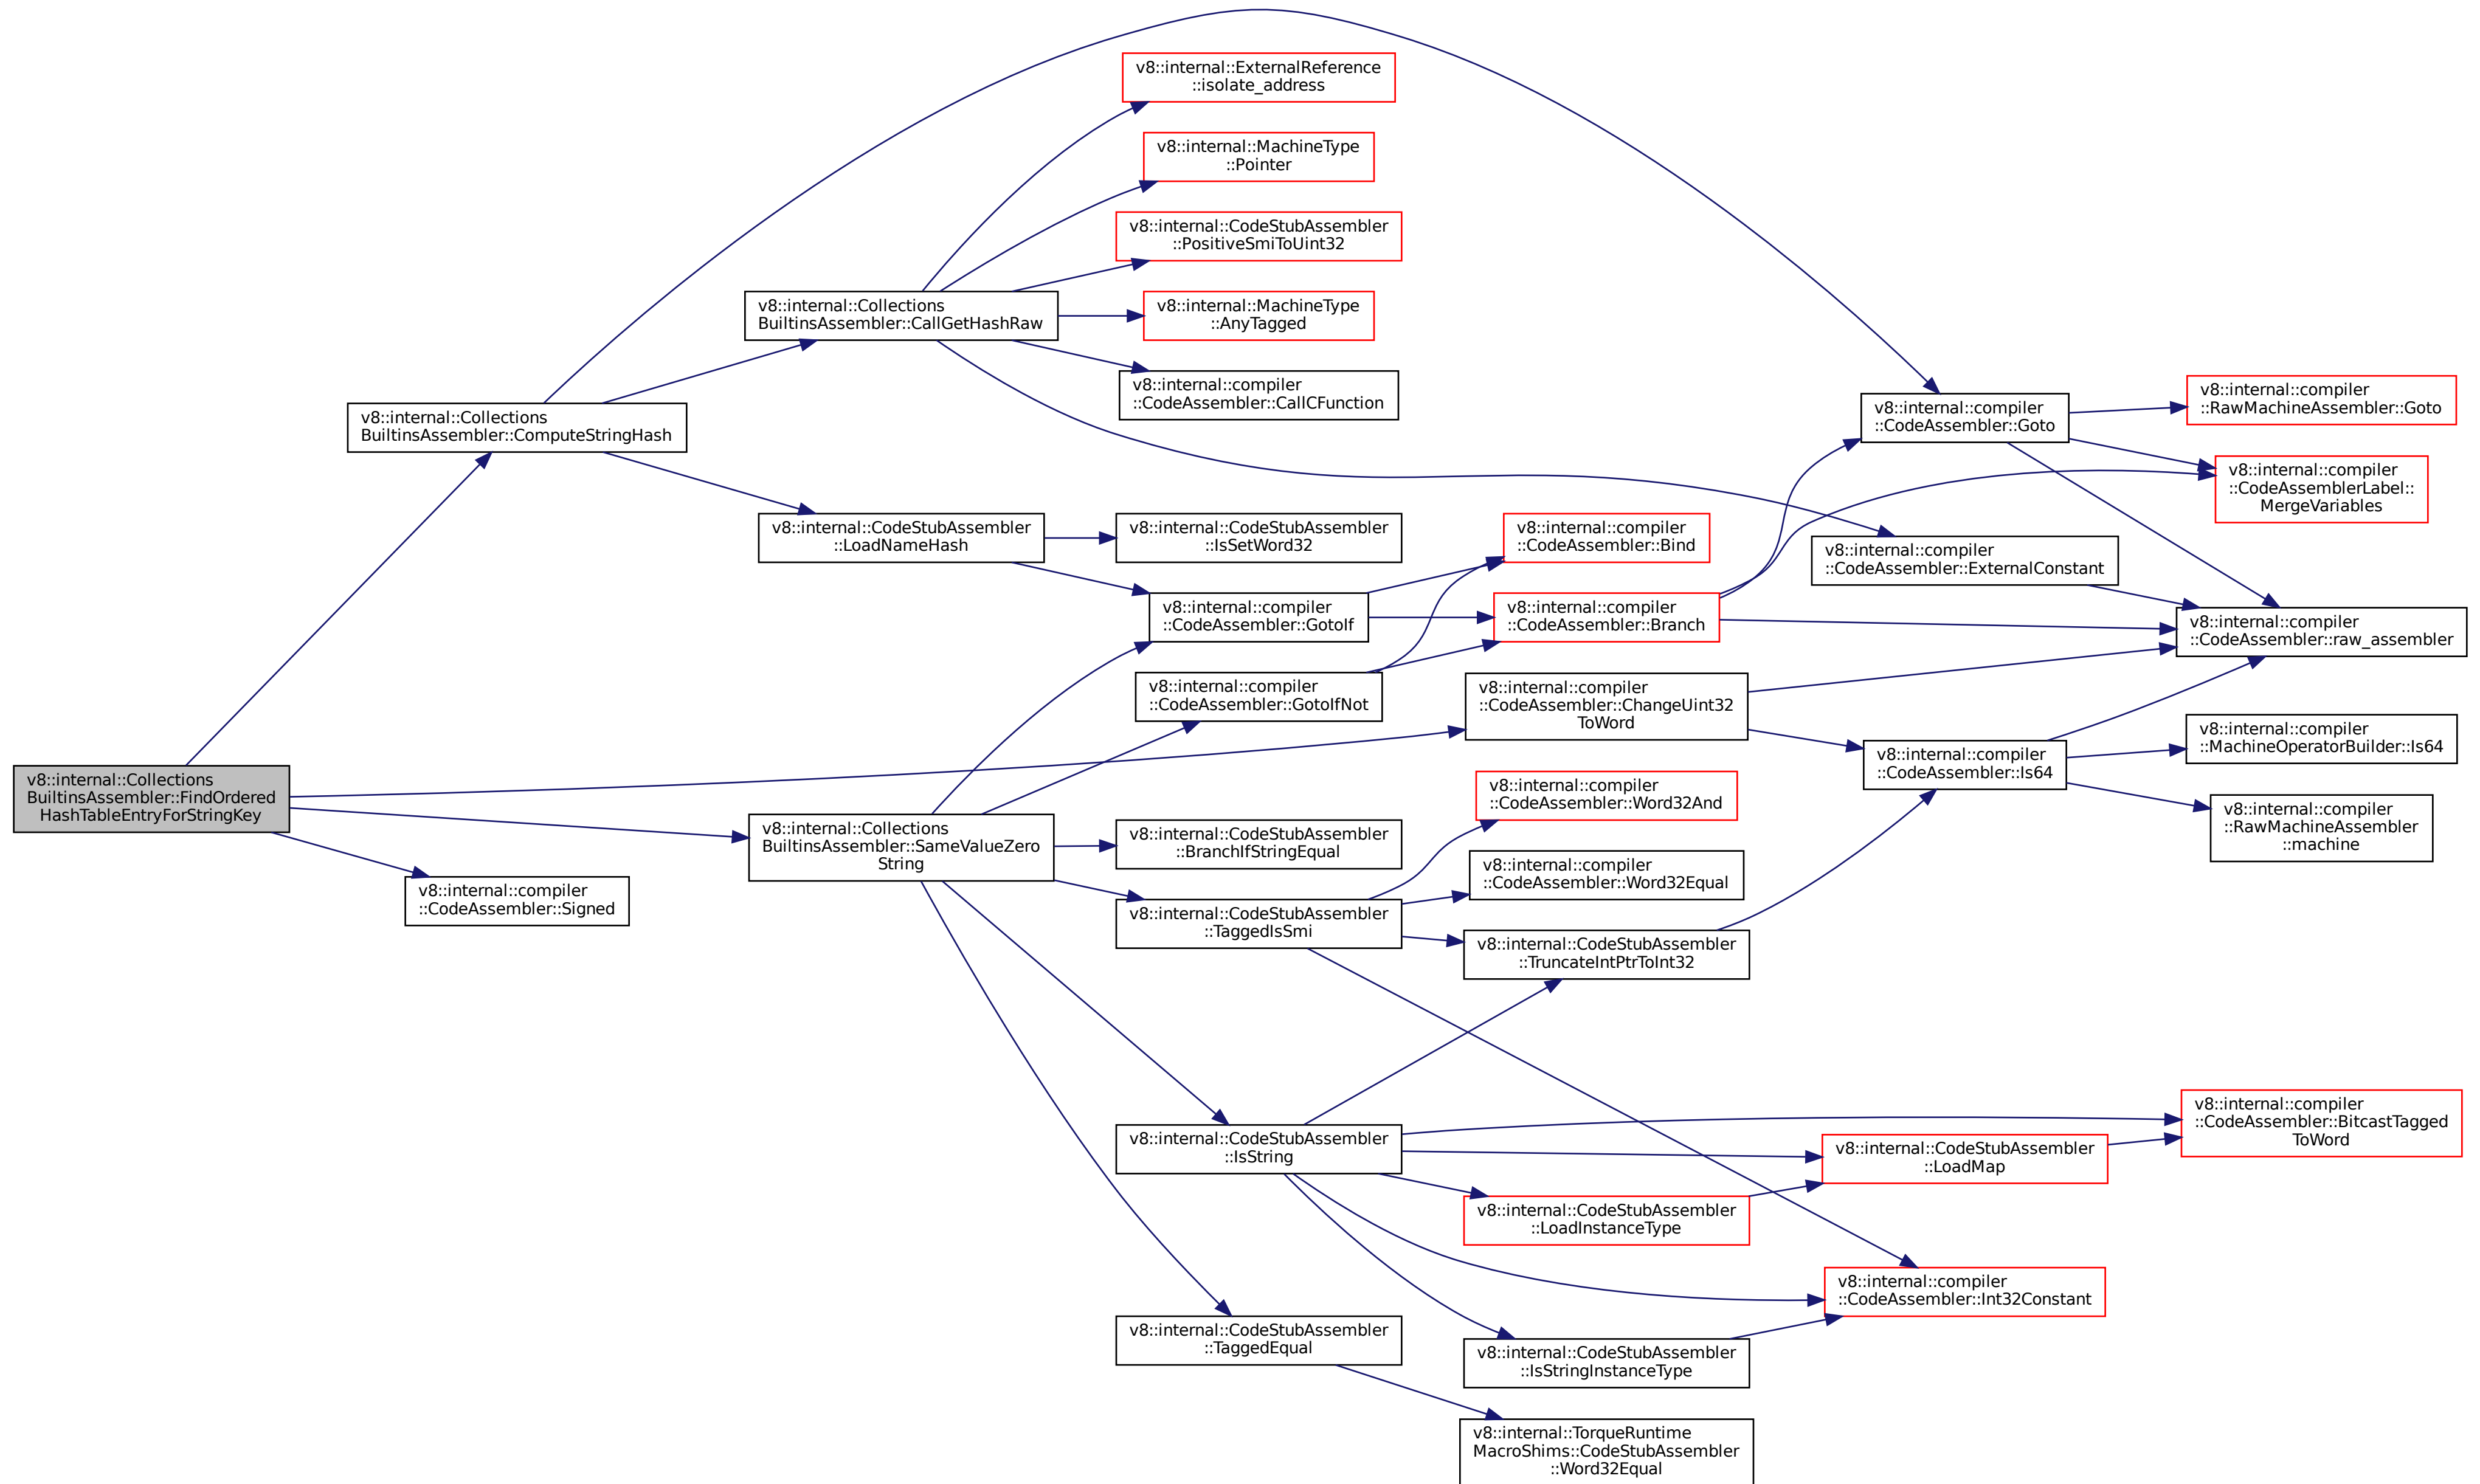 v8::internal::ExternalReference
::isolate_address
v8::internal::MachineType
::Pointer
v8::internal::CodeStubAssembler
::PositiveSmiToUint32
v8::internal::Collections
BuiltinsAssembler::CallGetHashRaw
v8::internal::MachineType
::AnyTagged
v8::internal::compiler
::CodeAssembler::CallCFunction
v8::internal::compiler
::RawMachineAssembler::Goto
v8::internal::compiler
::CodeAssembler::Goto
v8::internal::Collections
BuiltinsAssembler::ComputeStringHash
v8::internal::compiler
::CodeAssemblerLabel::
MergeVariables
v8::internal::CodeStubAssembler
::LoadNameHash
v8::internal::CodeStubAssembler
::IsSetWord32
v8::internal::compiler
::CodeAssembler::Bind
v8::internal::compiler
::CodeAssembler::ExternalConstant
v8::internal::compiler
::CodeAssembler::GotoIf
v8::internal::compiler
::CodeAssembler::Branch
v8::internal::compiler
::CodeAssembler::raw_assembler
v8::internal::compiler
::CodeAssembler::GotoIfNot
v8::internal::compiler
::CodeAssembler::ChangeUint32
ToWord
v8::internal::compiler
::MachineOperatorBuilder::Is64
v8::internal::compiler
::CodeAssembler::Is64
v8::internal::Collections
BuiltinsAssembler::FindOrdered
HashTableEntryForStringKey
v8::internal::compiler
::CodeAssembler::Word32And
v8::internal::compiler
::RawMachineAssembler
::machine
v8::internal::Collections
BuiltinsAssembler::SameValueZero
String
v8::internal::CodeStubAssembler
::BranchIfStringEqual
v8::internal::compiler
::CodeAssembler::Word32Equal
v8::internal::compiler
::CodeAssembler::Signed
v8::internal::CodeStubAssembler
::TaggedIsSmi
v8::internal::CodeStubAssembler
::TruncateIntPtrToInt32
v8::internal::compiler
::CodeAssembler::BitcastTagged
ToWord
v8::internal::CodeStubAssembler
::IsString
v8::internal::CodeStubAssembler
::LoadMap
v8::internal::CodeStubAssembler
::LoadInstanceType
v8::internal::compiler
::CodeAssembler::Int32Constant
v8::internal::CodeStubAssembler
::TaggedEqual
v8::internal::CodeStubAssembler
::IsStringInstanceType
v8::internal::TorqueRuntime
MacroShims::CodeStubAssembler
::Word32Equal